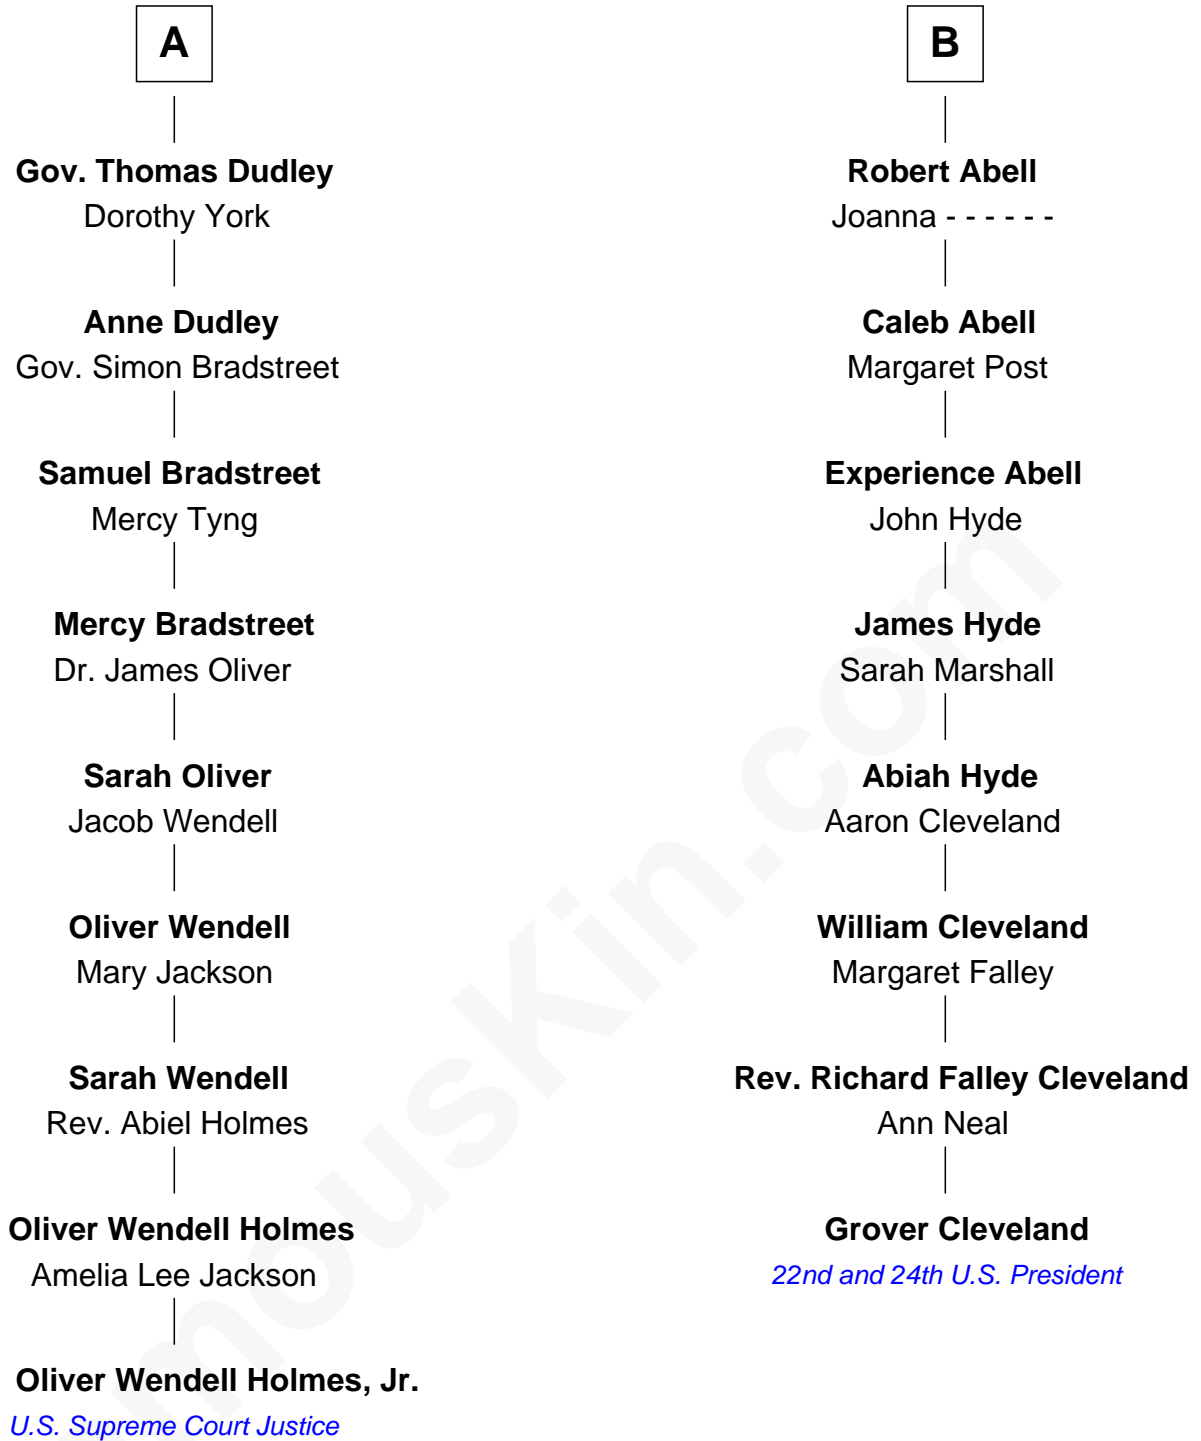 A
Gov. Thomas Dudley
Dorothy York
Anne Dudley
Gov. Simon Bradstreet
Samuel Bradstreet
Mercy Tyng
Mercy Bradstreet
Dr. James Oliver
Sarah Oliver
Jacob Wendell
Oliver Wendell
Mary Jackson
Sarah Wendell
Rev. Abiel Holmes
Oliver Wendell Holmes
Amelia Lee Jackson
Oliver Wendell Holmes, Jr.
U.S. Supreme Court Justice
B
Robert Abell
Joanna - - - - - -
Caleb Abell
Margaret Post
Experience Abell
John Hyde
James Hyde
Sarah Marshall
Abiah Hyde
Aaron Cleveland
William Cleveland
Margaret Falley
Rev. Richard Falley Cleveland
Ann Neal
Grover Cleveland
22nd and 24th U.S. President
mousKin.com